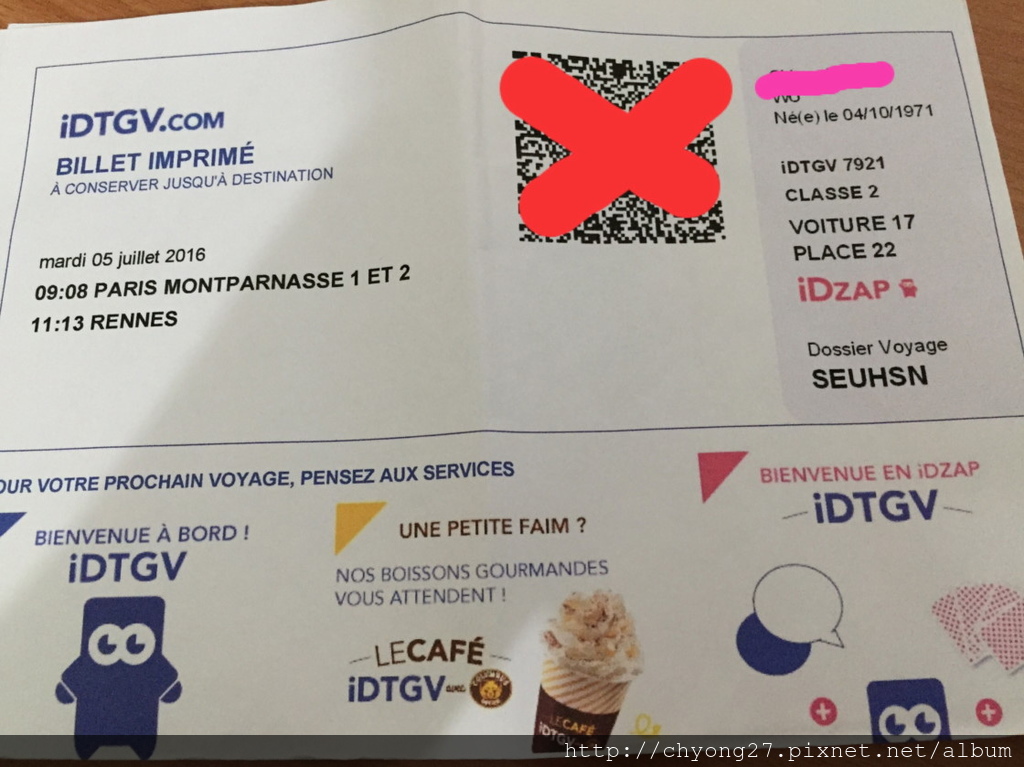 iDTGV.COM
BILLET IMPRIMÉ
À CONSERVER JUSQU'À DESTINATION
mardi 05 juillet 2016
09:08 PARIS MONTPARNASSE 1 ET 2
11:13 RENNES
Né(e) le 04/10/1971
iDTGV 7921
CLASSE 2
VOITURE 17
PLACE 22
iDZAP
Dossier Voyage
SEUHSN
OUR VOTRE PROCHAIN VOYAGE, PENSEZ AUX SERVICES
BIENVENUE À BORD !
iDTGV
UNE PETITE FAIM ?
NOS BOISSONS GOURMANDES
VOUS ATTENDENT !
LECAFÉ
iDTGV avec
LECAFÉ
iDTGV
BIENVENUE EN iDZAP
iDTGV
http://chyong27.pixnet.net/album